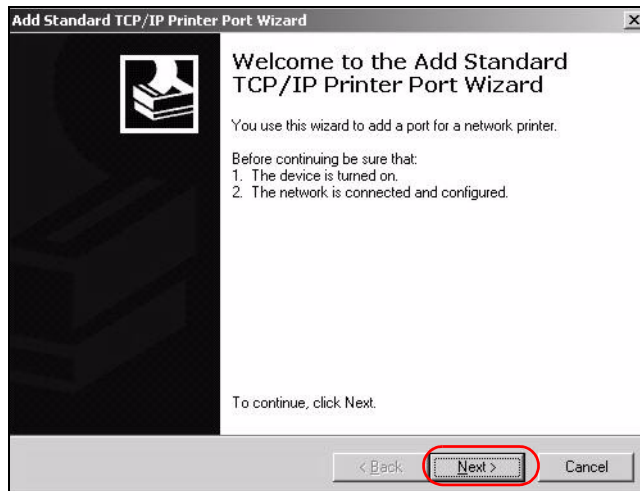 Add Standard TCP/IP Printer Port Wizard
Welcome to the Add Standard
TCP/IP Printer Port Wizard
You use this wizard to add a port for a network printer.
Before continuing be sure that:
1. The device is turned on.
2. The network is connected and configured.
To continue, click Next.
< Back
Next >
Cancel